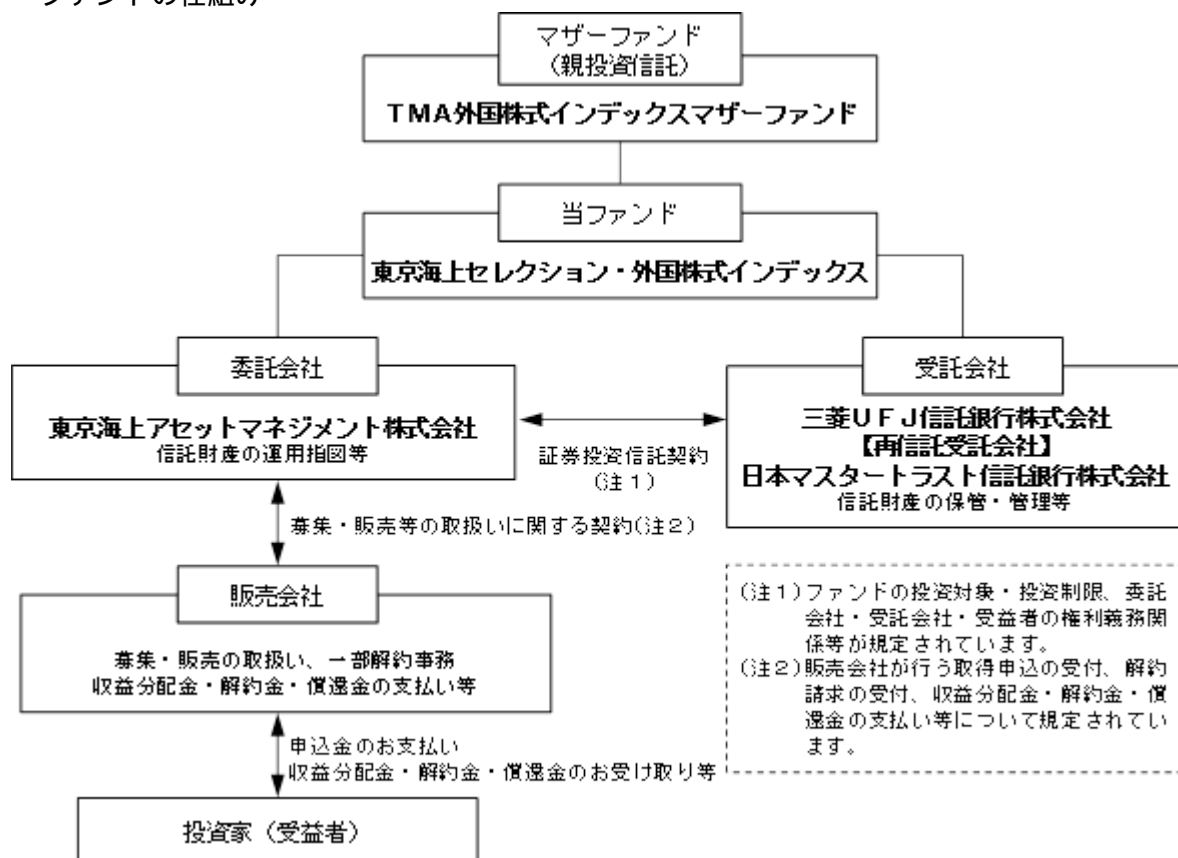 ファンドの仕組み
マザーファンド
(親投資信託)
TMA外国株式インデックスマザーファンド
当ファンド
東京海上セレクション・外国株式インデックス
委託会社
東京海上アセットマネジメント株式会社
信託財産の運用指図等
証券投資信託契約
(注1)
受託会社
三菱UFJ信託銀行株式会社
【再信託受託会社】
日本マスタートラスト信託銀行株式会社
信託財産の保管・管理等
募集・販売等の取扱いに関する契約(注2)
販売会社
募集・販売の取扱い、一部解約事務
収益分配金・解約金・償還金の支払い等
(注1)ファンドの投資対象・投資制限、委託
会社・受託会社・受益者の権利義務関
係等が規定されています。
(注2)販売会社が行う取得申込の受付、解約
請求の受付、収益分配金・解約金・償
還金の支払い等について規定されてい
ます。
申込金のお支払い
収益分配金・解約金・償還金のお受け取り等
投資家(受益者)